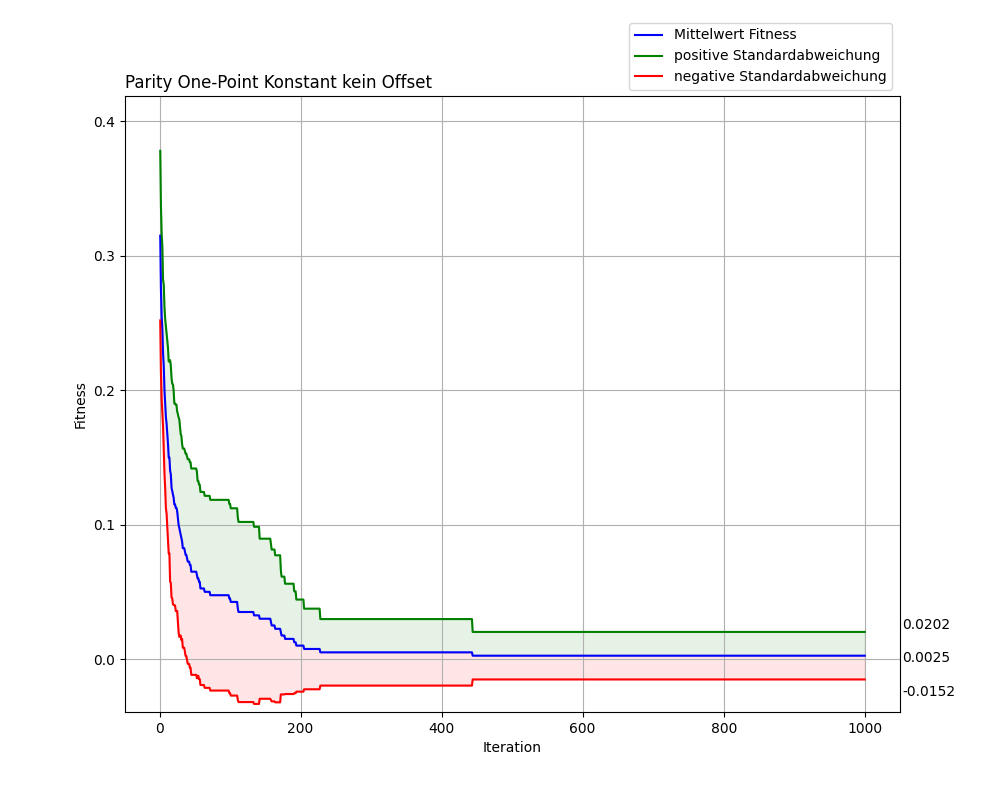 Mittelwert Fitness
positive Standardabweichung
negative Standardabweichung
Parity One-Point Konstant kein Offset
0.4
0.3
0.2
0.1
0.0
Fitness
0.0202
0.0025
-0.0152
0 200 400 600 800 1000
Iteration